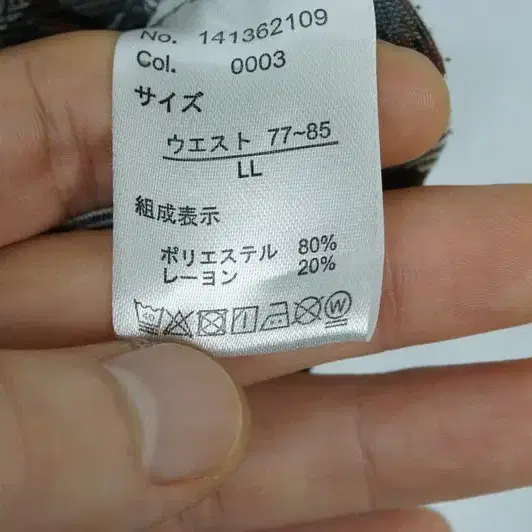 No. 141362109
Col. 0003
サイズ
ウエスト 77~85
LL
組成表示
ポリエステル 80%
レーヨン 20%
40 W